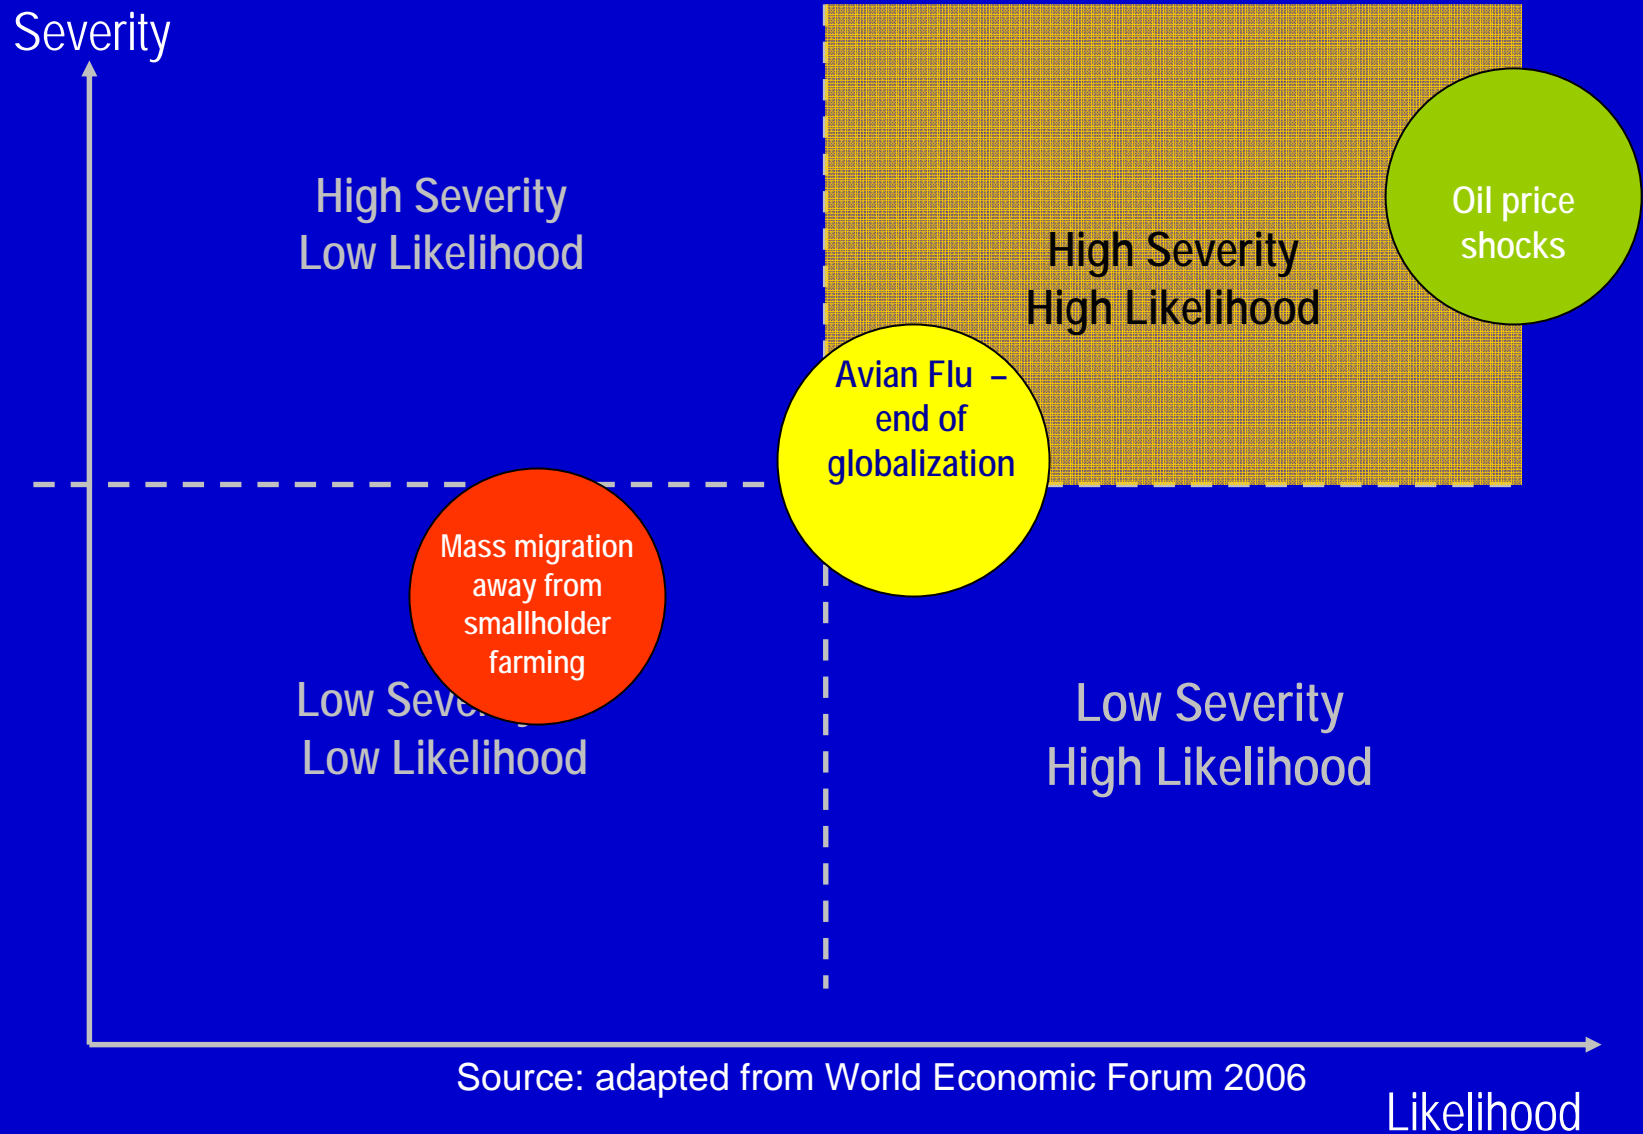 Severity
High Severity
Low Likelihood
High Severity
High Likelihood
Oil price
shocks
Avian Flu –
end of
globalization
Mass migration
away from
smallholder
farming
Low
Low Likelihood
Low Severity
High Likelihood
Source: adapted from World Economic Forum 2006
Likelihood